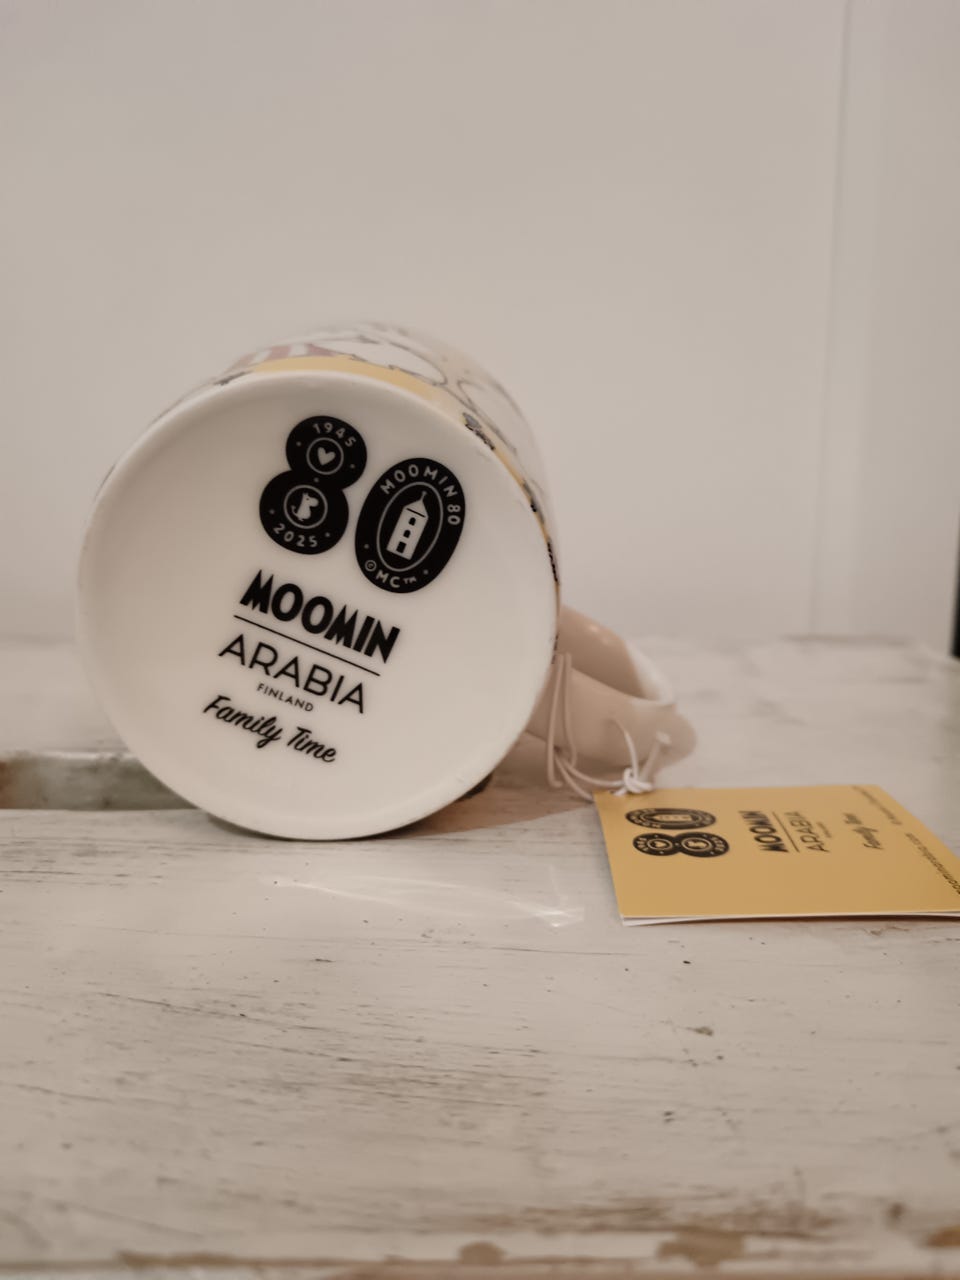 1945
2025
MOOMIN 80
©MC™
MOOMIN
ARABIA
FINLAND
Family Time
MOOMIN
ARABIA
Family Time